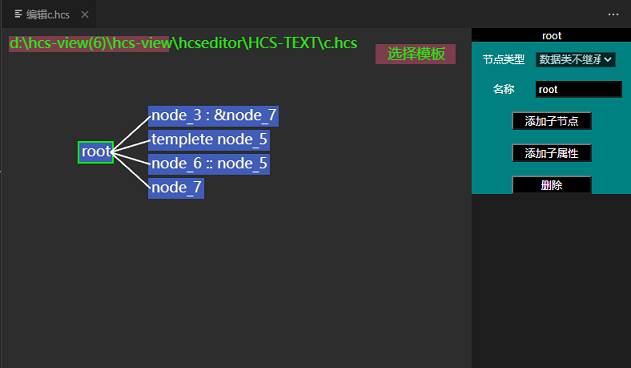 编辑c.hcs
d:\hcs-view(6)\hcs-view\hcseditor\HCS-TEXT\c.hcs
选择模板
root
node_3 : &node_7
templete node_5
node_6 :: node_5
node_7
root
节点类型 数据类不继承
名称 root
添加子节点
添加子属性
删除